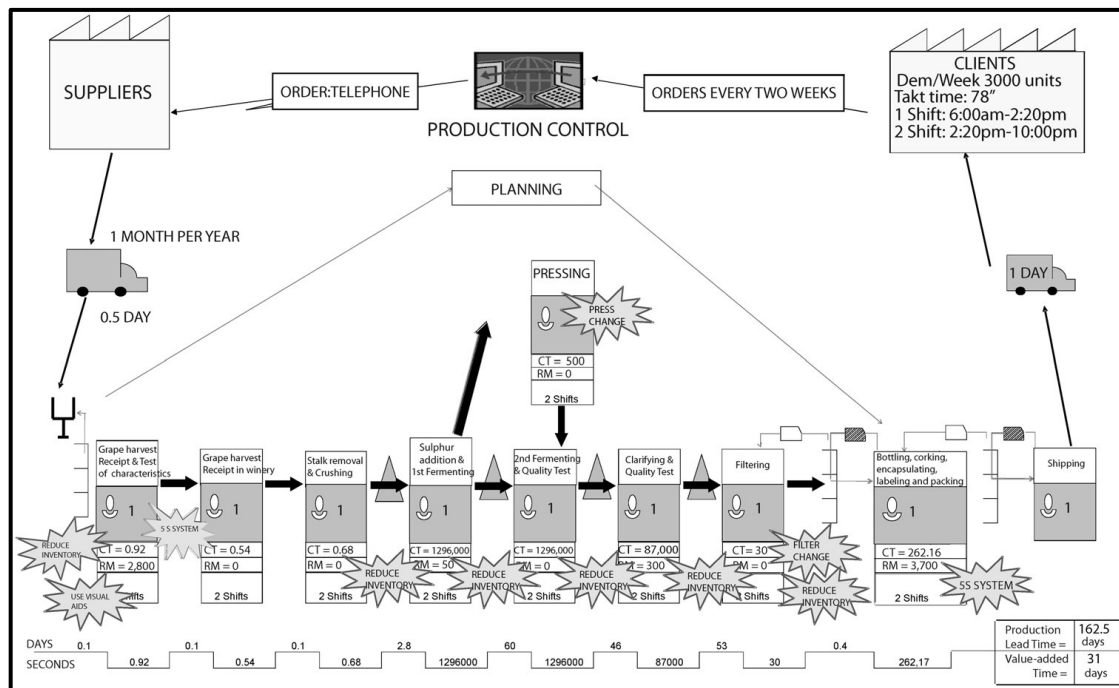 SUPPLIERS
ORDER:TELEPHONE
PRODUCTION CONTROL
ORDERS EVERY TWO WEEKS
CLIENTS
Dem/Week 3000 units
Takt time: 78”
1 Shift: 6:00am-2:20pm
2 Shift: 2:20pm-10:00pm
PLANNING
1 MONTH PER YEAR
0.5 DAY
1 DAY
PRESSING
PRESS
CHANGE
CT = 500
RM = 0
2 Shifts
Grape harvest
Receipt & Test
of characteristics
1
CT = 0.92
RM = 2,800
Shifts
REDUCE
INVENTORY
USE VISUAL
AIDS
5 S SYSTEM
Grape harvest
Receipt in winery
1
CT = 0.54
RM = 0
2 Shifts
Stalk removal
& Crushing
1
CT = 0.68
RM = 0
2 Shifts
REDUCE
INVENTORY
Sulphur
addition &
1st Fermenting
1
CT = 1296,000
RM = 50
REDUCE
INVENTORY
2nd Fermenting
& Quality Test
1
CT = 1296,000
RM = 0
REDUCE
INVENTORY
Clarifying &
Quality Test
1
CT = 87,000
RM = 300
REDUCE
INVENTORY
Filtering
1
CT= 30
RM= 0
2 Shifts
FILTER
CHANGE
REDUCE
INVENTORY
Bottling, corking,
encapsulating,
labeling and packing
1
CT = 262.16
RM = 3,700
2 Shifts
5S SYSTEM
Shipping
1
DAYS 0.1 0.1 0.1 2.8 60 46 53 0.4
SECONDS 0.92 0.54 0.68 1296000 1296000 87000 30 262,17
Production
Lead Time =
162.5
days
Value-added
Time =
31
days